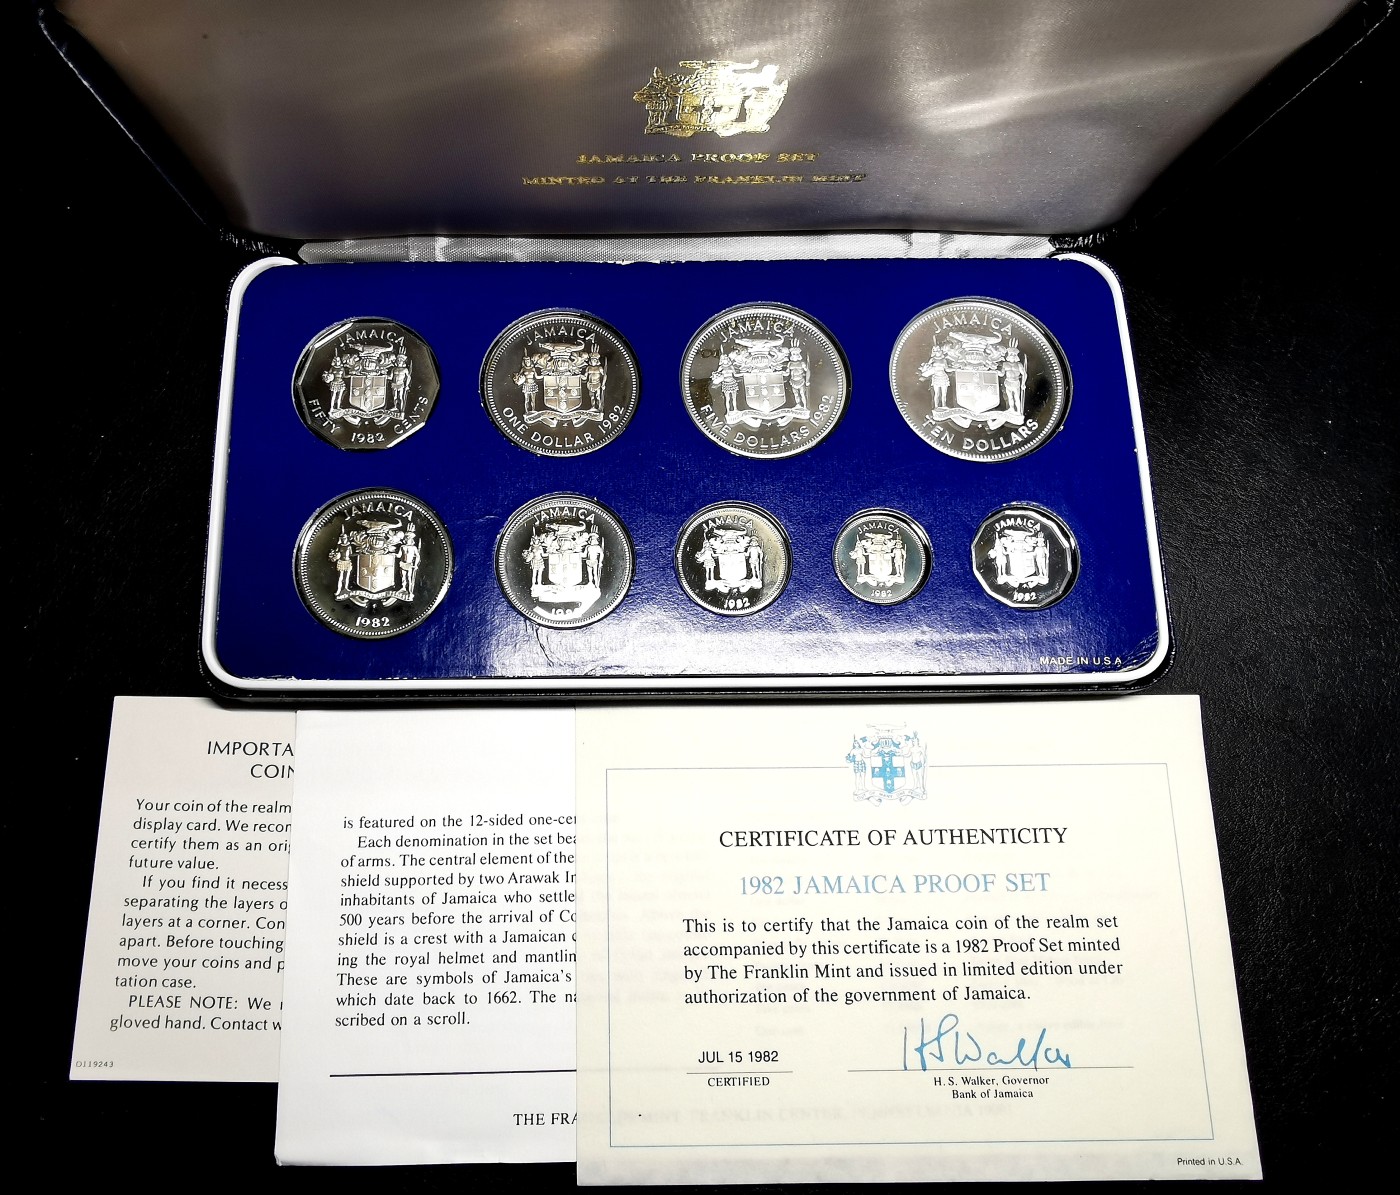 JAMAICA PROOF SET
MINTED AT THE FRANKLIN MINT
JAMAICA
FIFTY CENTS
1982
JAMAICA
ONE DOLLAR 1982
JAMAICA
FIVE DOLLARS 1982
JAMAICA
TEN DOLLARS
JAMAICA
1982
JAMAICA
1982
JAMAICA
1982
JAMAICA
1982
JAMAICA
1982
MADE IN U.S.A.
IMPORTA
COIN
Your coin of the realm
display card. We recor
certify them as an orig
future value.
If you find it necess
separating the layers o
layers at a corner. Con
apart. Before touching
move your coins and p
tation case.
PLEASE NOTE: We
gloved hand. Contact w
D119243
is featured on the 12-sided one-cer
Each denomination in the set bea
of arms. The central element of the
shield supported by two Arawak In
inhabitants of Jamaica who settle
500 years before the arrival of Co
shield is a crest with a Jamaican c
ing the royal helmet and mantlin
These are symbols of Jamaica's
which date back to 1662. The na
scribed on a scroll.
THE FRA
CERTIFICATE OF AUTHENTICITY
1982 JAMAICA PROOF SET
This is to certify that the Jamaica coin of the realm set
accompanied by this certificate is a 1982 Proof Set minted
by The Franklin Mint and issued in limited edition under
authorization of the government of Jamaica.
JUL 15 1982
CERTIFIED
HS Walker
H. S. Walker, Governor
Bank of Jamaica
Printed in U.S.A.